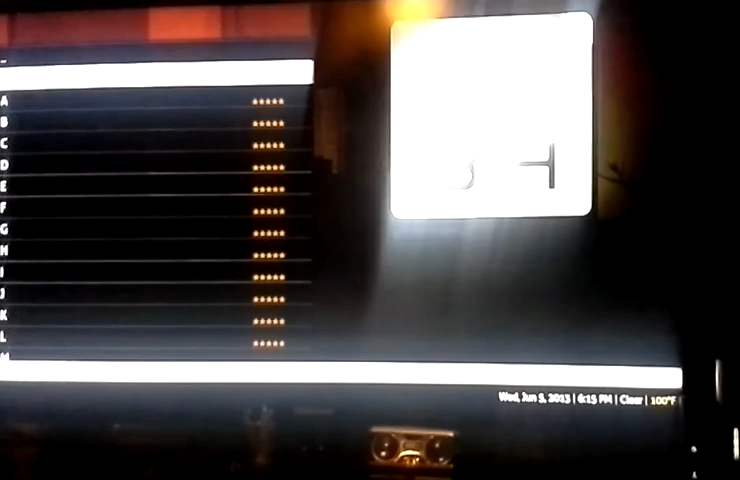 A
B
C
D
E
F
G
H
I
J
K
L
M
Wed, Jun 5, 2013 | 6:15 PM | Clear | 100°F